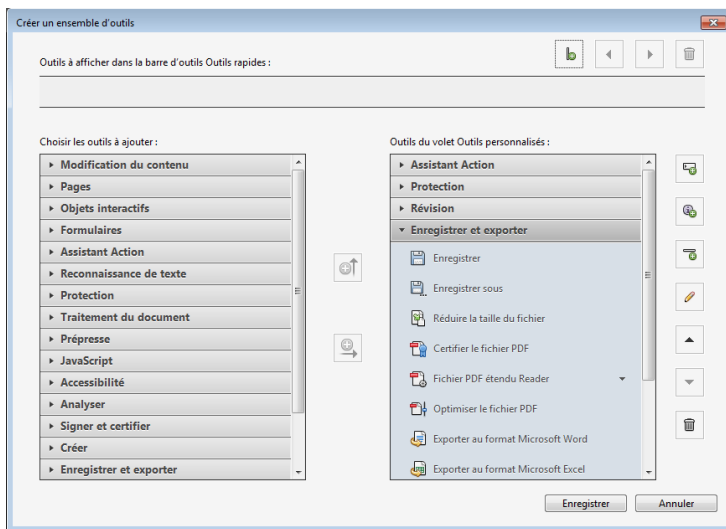 Créer un ensemble d'outils
Outils à afficher dans la barre d'outils Outils rapides :
Choisir les outils à ajouter :
Modification du contenu
Pages
Objets interactifs
Formulaires
Assistant Action
Reconnaissance de texte
Protection
Traitement du document
Prépresse
JavaScript
Accessibilité
Analyser
Signer et certifier
Créer
Enregistrer et exporter
Outils du volet Outils personnalisés :
Assistant Action
Protection
Révision
Enregistrer et exporter
Enregistrer
Enregistrer sous
Réduire la taille du fichier
Certifier le fichier PDF
Fichier PDF étendu Reader
Optimiser le fichier PDF
Exporter au format Microsoft Word
Exporter au format Microsoft Excel
Enregistrer
Annuler